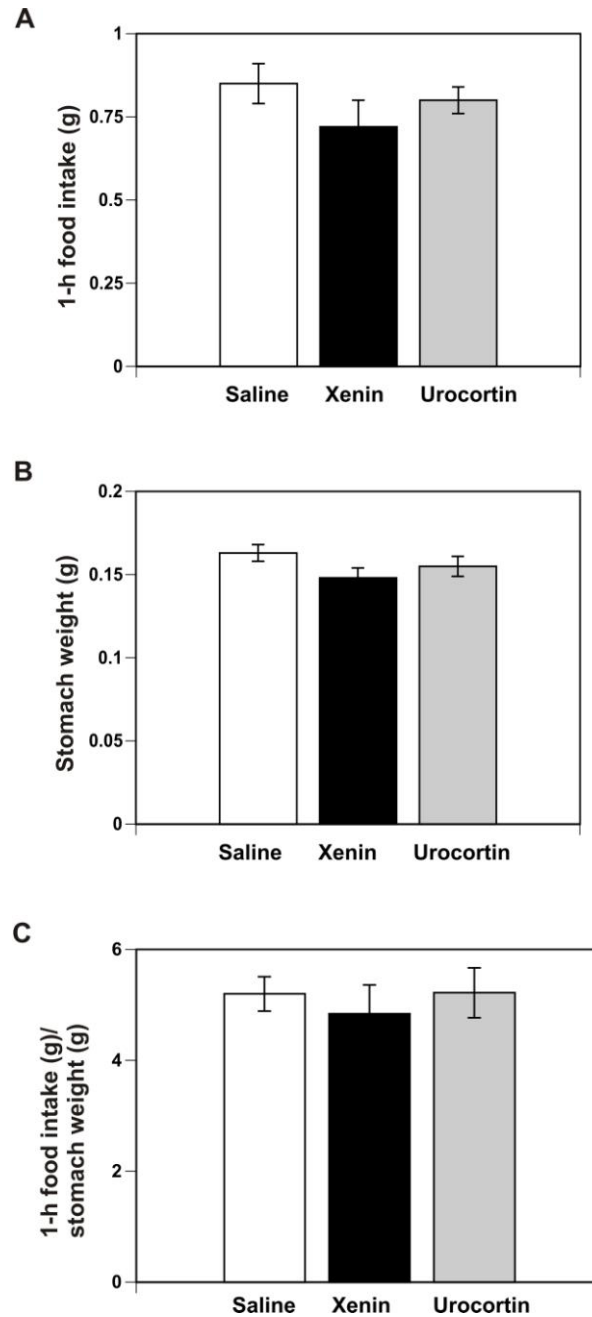 A
1-h food intake (g)
1
0.75
0.5
0.25
0
Saline Xenin Urocortin
B
Stomach weight (g)
0.2
0.15
0.1
0.05
0
Saline Xenin Urocortin
C
1-h food intake (g)/
stomach weight (g)
6
4
2
0
Saline Xenin Urocortin